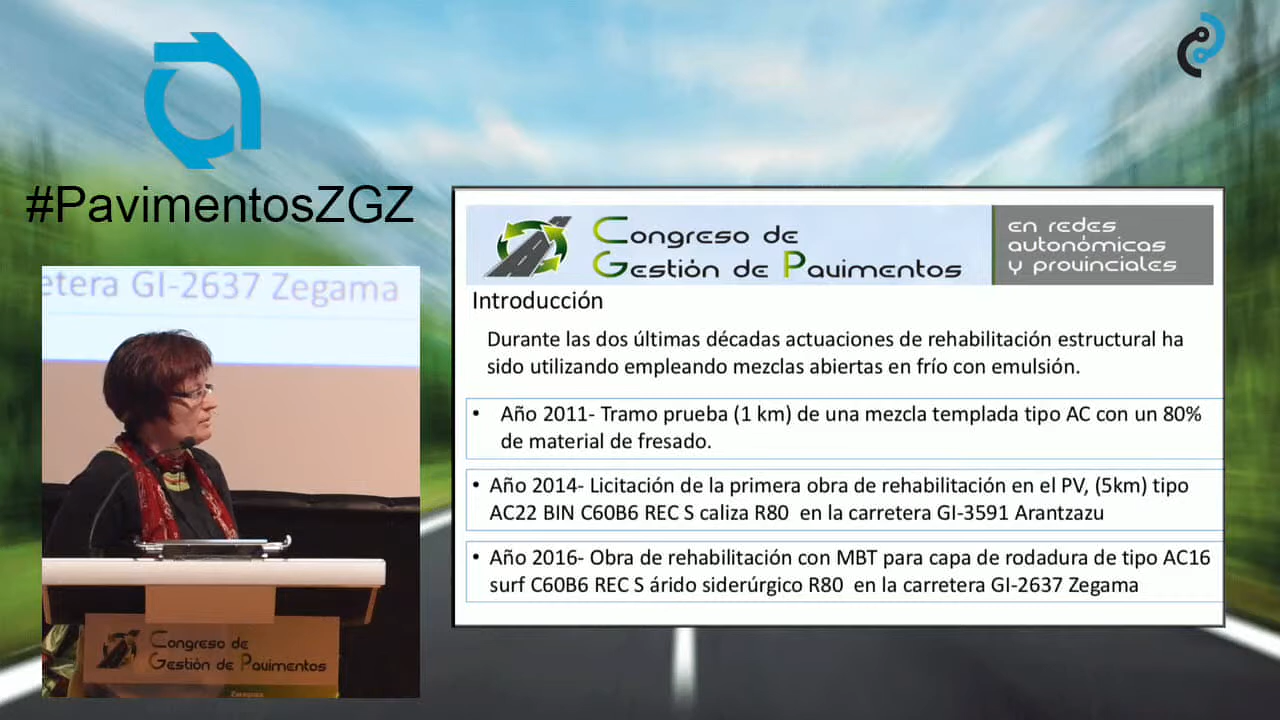 #PavimentosZGZ
etera GI-2637 Zegama
Congreso de
Gestión de Pavimentos
Zaragoza
Congreso de
Gestión de Pavimentos
en redes
autonómicas
y provinciales
Introducción
Durante las dos últimas décadas actuaciones de rehabilitación estructural ha
sido utilizando empleando mezclas abiertas en frío con emulsión.
• Año 2011- Tramo prueba (1 km) de una mezcla templada tipo AC con un 80%
de material de fresado.
• Año 2014- Licitación de la primera obra de rehabilitación en el PV, (5km) tipo
AC22 BIN C60B6 REC S caliza R80 en la carretera GI-3591 Arantzazu
• Año 2016- Obra de rehabilitación con MBT para capa de rodadura de tipo AC16
surf C60B6 REC S árido siderúrgico R80 en la carretera GI-2637 Zegama